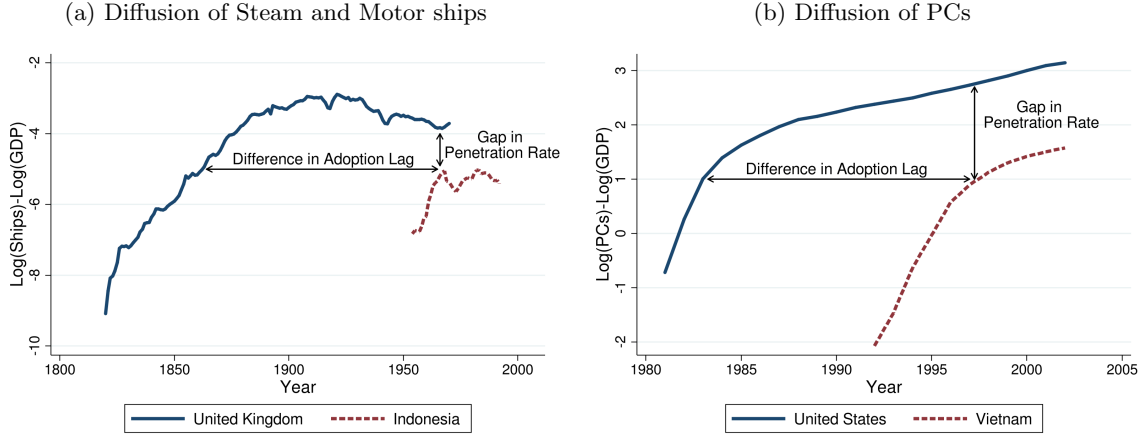 (a) Diffusion of Steam and Motor ships
Log(Ships)-Log(GDP)
-2
-4
-6
-8
-10
Difference in Adoption Lag
Gap in
Penetration Rate
1800
1850
1900
1950
2000
Year
United Kingdom
Indonesia
(b) Diffusion of PCs
Log(PCs)-Log(GDP)
3
2
1
0
-1
-2
Difference in Adoption Lag
Gap in
Penetration Rate
1980
1985
1990
1995
2000
2005
Year
United States
Vietnam